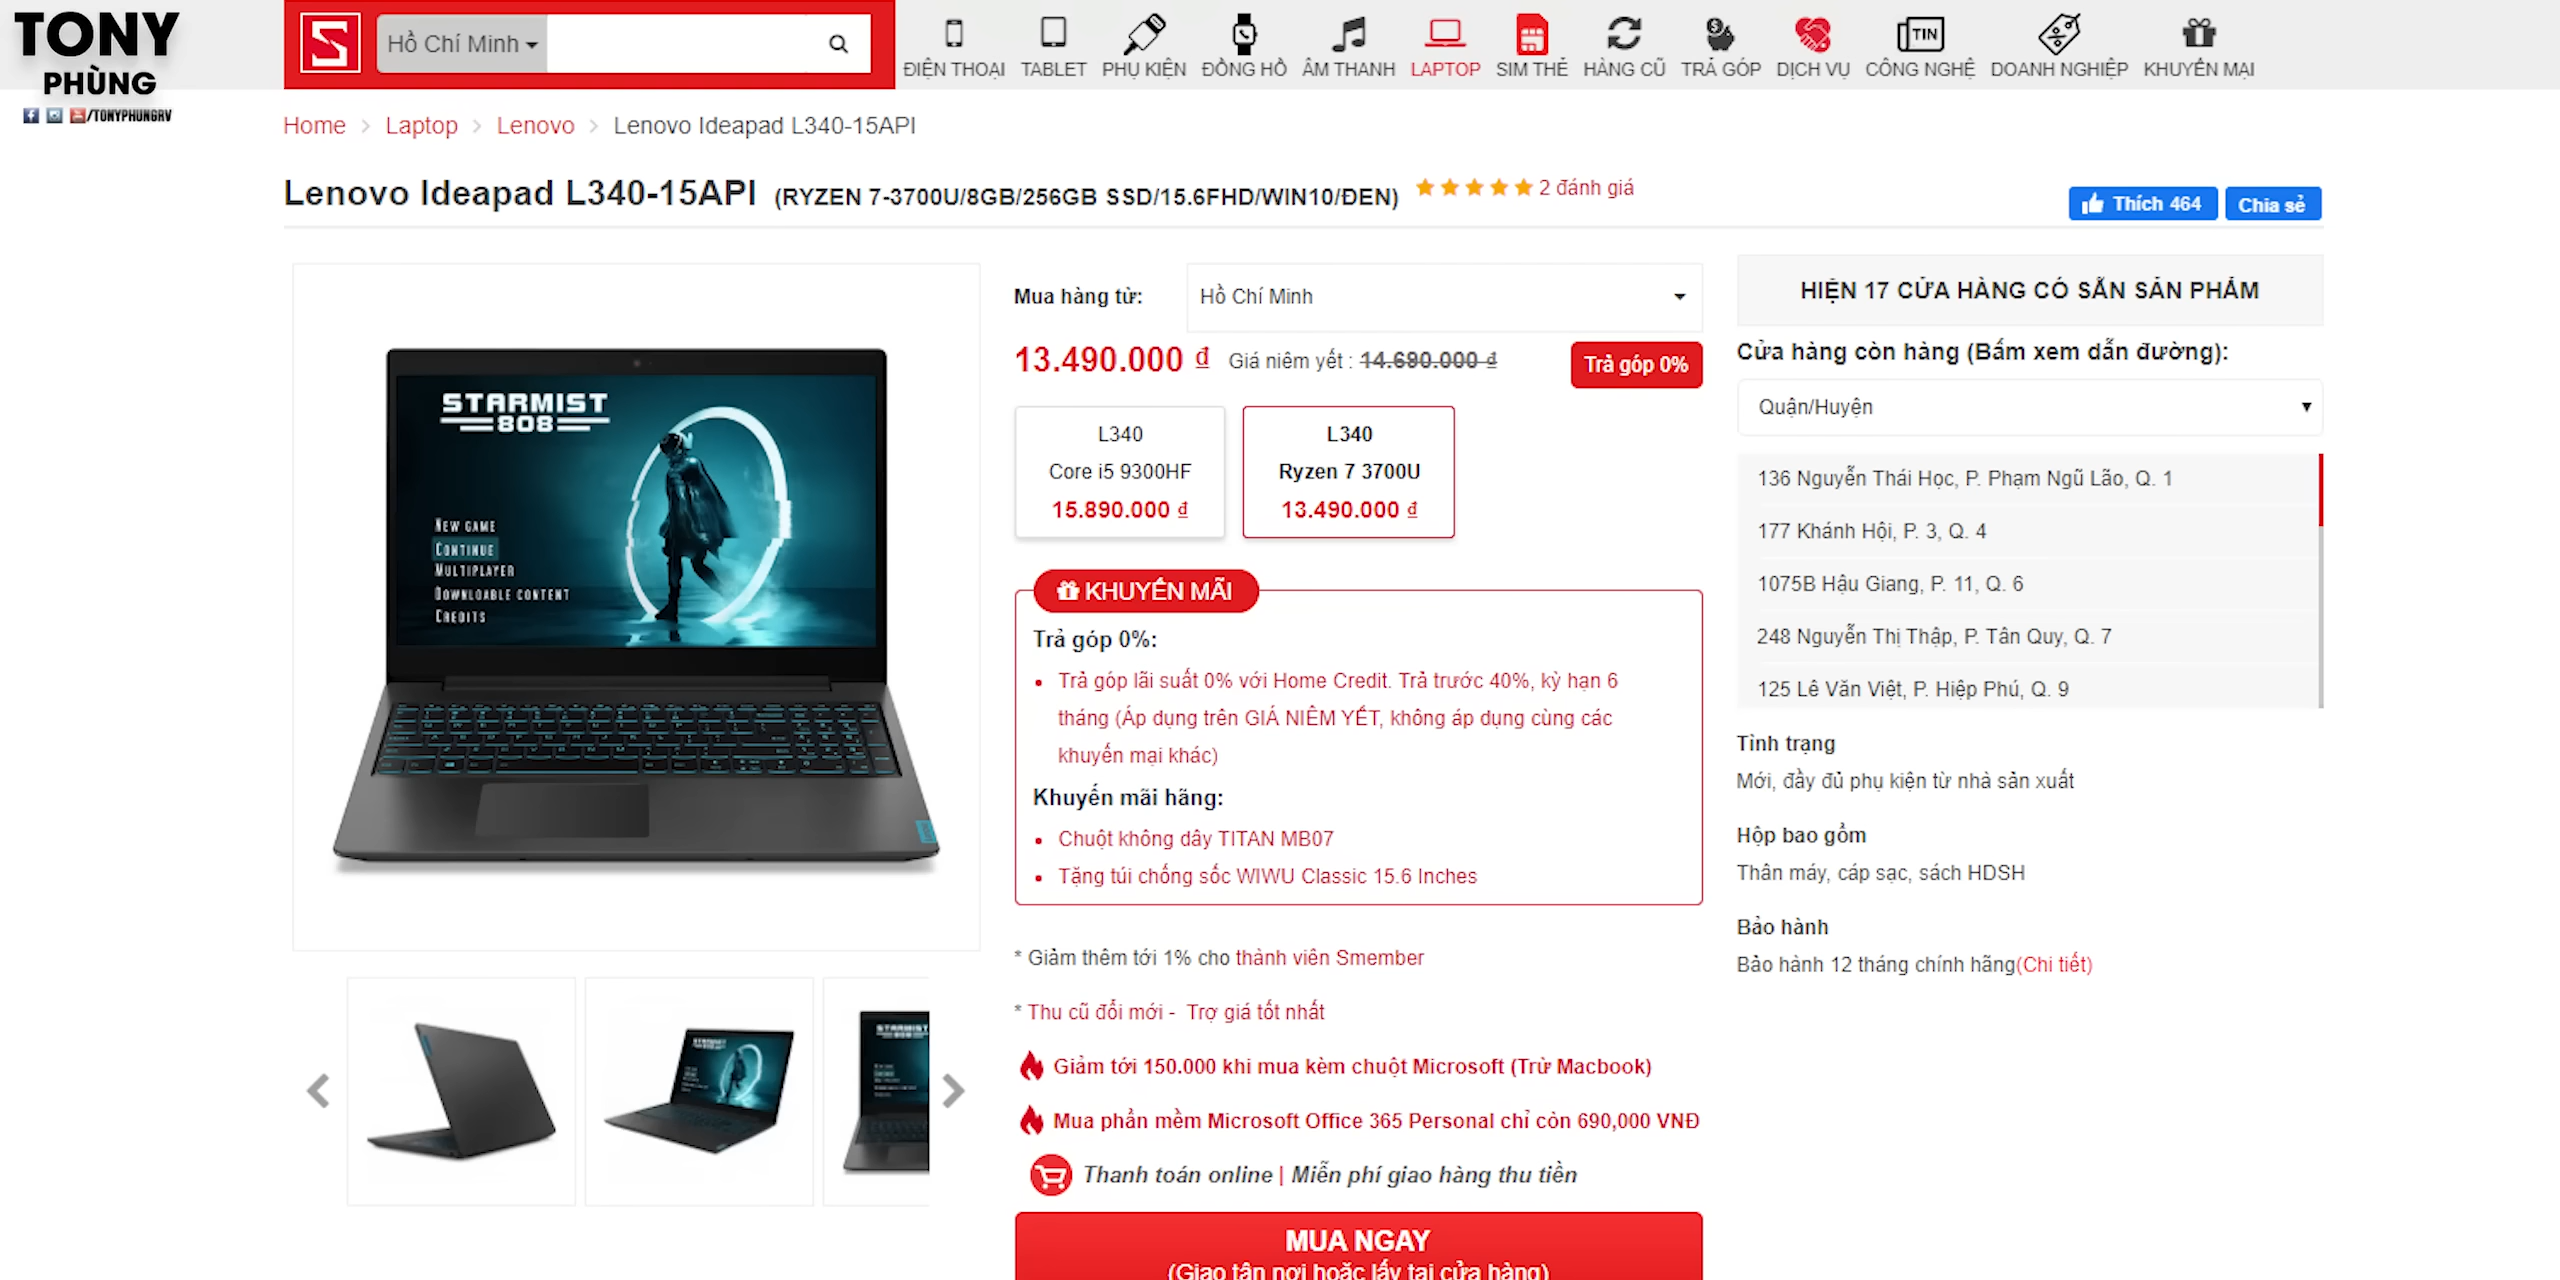 TONY
PHÙNG
/TONYPHUNGRV
S
Hồ Chí Minh
ĐIỆN THOẠI
TABLET
PHỤ KIỆN
ĐỒNG HỒ
ÂM THANH
LAPTOP
SIM THẺ
HÀNG CŨ
TRẢ GÓP
DỊCH VỤ
TIN
CÔNG NGHỆ
DOANH NGHIỆP
KHUYẾN MẠI
Home > Laptop > Lenovo > Lenovo Ideapad L340-15API
Lenovo Ideapad L340-15API (RYZEN 7-3700U/8GB/256GB SSD/15.6FHD/WIN10/ĐEN)
2 đánh giá
Thích 464
Chia sẻ
STARMIST
808
NEW GAME
CONTINUE
MULTIPLAYER
DOWNLOABLE CONTENT
CREDITS
Mua hàng từ:
Hồ Chí Minh
13.490.000 ₫ Giá niêm yết : 14.690.000 ₫
Trả góp 0%
L340
Core i5 9300HF
15.890.000 ₫
L340
Ryzen 7 3700U
13.490.000 ₫
KHUYẾN MÃI
Trả góp 0%:
Trả góp lãi suất 0% với Home Credit. Trả trước 40%, kỳ hạn 6
tháng (Áp dụng trên GIÁ NIÊM YẾT, không áp dụng cùng các
khuyến mại khác)
Khuyến mãi hãng:
Chuột không dây TITAN MB07
Tặng túi chống sốc WIWU Classic 15.6 Inches
* Giảm thêm tới 1% cho thành viên Smember
* Thu cũ đổi mới - Trợ giá tốt nhất
Giảm tới 150.000 khi mua kèm chuột Microsoft (Trừ Macbook)
Mua phần mềm Microsoft Office 365 Personal chỉ còn 690,000 VNĐ
Thanh toán online | Miễn phí giao hàng thu tiền
MUA NGAY
(Giao tận nơi hoặc lấy tại cửa hàng)
HIỆN 17 CỬA HÀNG CÓ SẴN SẢN PHẨM
Cửa hàng còn hàng (Bấm xem dẫn đường):
Quận/Huyện
136 Nguyễn Thái Học, P. Phạm Ngũ Lão, Q. 1
177 Khánh Hội, P. 3, Q. 4
1075B Hậu Giang, P. 11, Q. 6
248 Nguyễn Thị Thập, P. Tân Quy, Q. 7
125 Lê Văn Việt, P. Hiệp Phú, Q. 9
Tình trạng
Mới, đầy đủ phụ kiện từ nhà sản xuất
Hộp bao gồm
Thân máy, cáp sạc, sách HDSH
Bảo hành
Bảo hành 12 tháng chính hãng(Chi tiết)